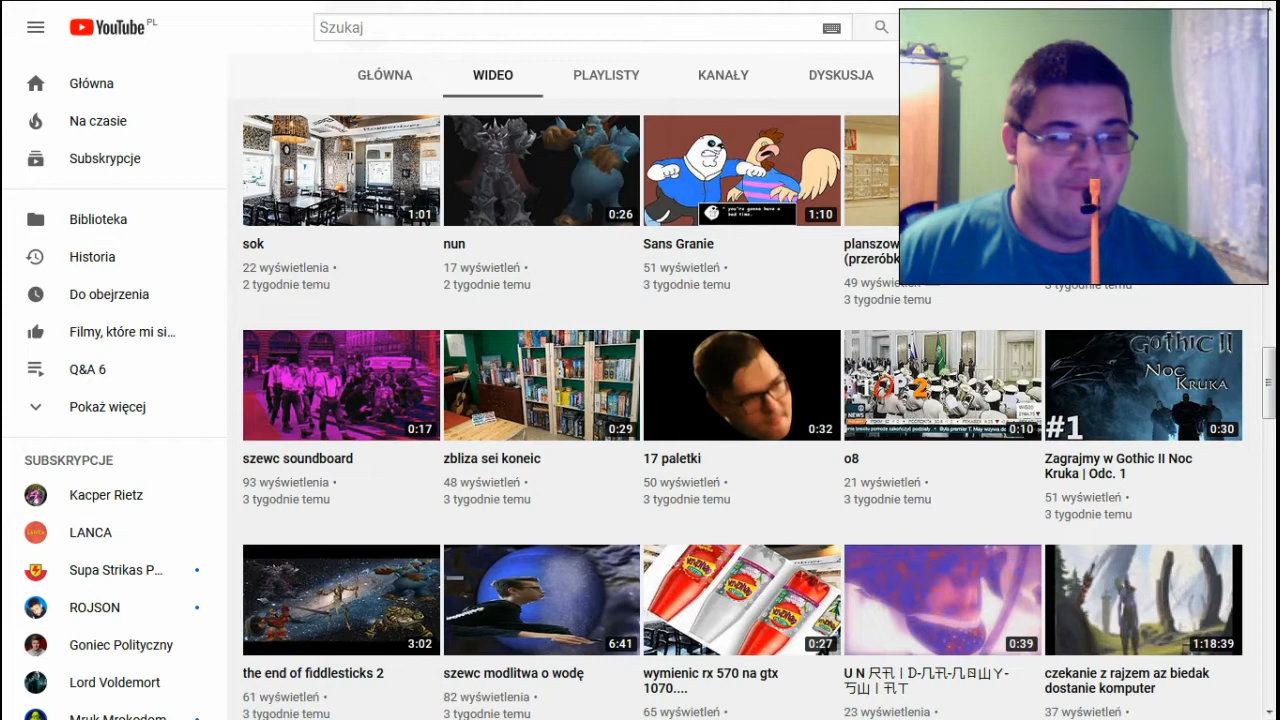 YouTube PL
Szukaj
Główna
Na czasie
Subskrypcje
Biblioteka
Historia
Do obejrzenia
Filmy, które mi si...
Q&A 6
Pokaż więcej
SUBSKRYPCJE
Kacper Rietz
LANCA
Supa Strikas P...
ROJSON
Goniec Polityczny
Lord Voldemort
Mruk Mrokodom
GŁÓWNA WIDEO PLAYLISTY KANAŁY DYSKUSJA
1:01 0:26 1:10
sok
22 wyświetlenia •
2 tygodnie temu
nun
17 wyświetleń •
2 tygodnie temu
Sans Granie
51 wyświetleń •
3 tygodnie temu
planszow
(przerób
49 wyświetleń
3 tygodnie temu
3 tygodnie temu
0:17 0:29 0:32 0:10 0:30
TOP 2
GOTHIC II
NOC
KRUKA
#1
szewc soundboard
93 wyświetlenia •
3 tygodnie temu
zbliza sei koneic
48 wyświetleń •
3 tygodnie temu
17 paletki
50 wyświetleń •
3 tygodnie temu
o8
21 wyświetleń •
3 tygodnie temu
Zagrajmy w Gothic II Noc
Kruka | Odc. 1
51 wyświetleń •
3 tygodnie temu
3:02 6:41 0:27 0:39 1:18:39
the end of fiddlesticks 2
61 wyświetleń •
3 tygodnie temu
szewc modlitwa o wodę
82 wyświetlenia •
3 tygodnie temu
wymienic rx 570 na gtx
1070....
65 wyświetleń •
23 wyświetlenia •
czekanie z rajzem az biedak
dostanie komputer
37 wyświetleń •